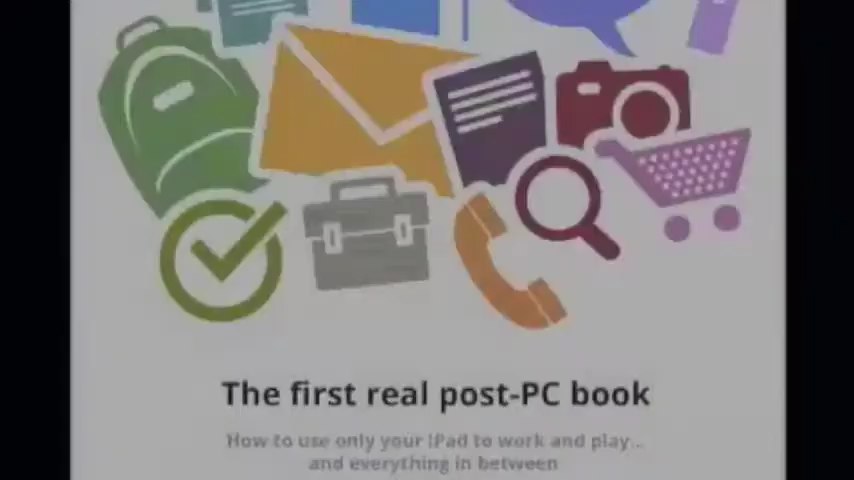 The first real post-PC book
How to use only your iPad to work and play...
and everything in between